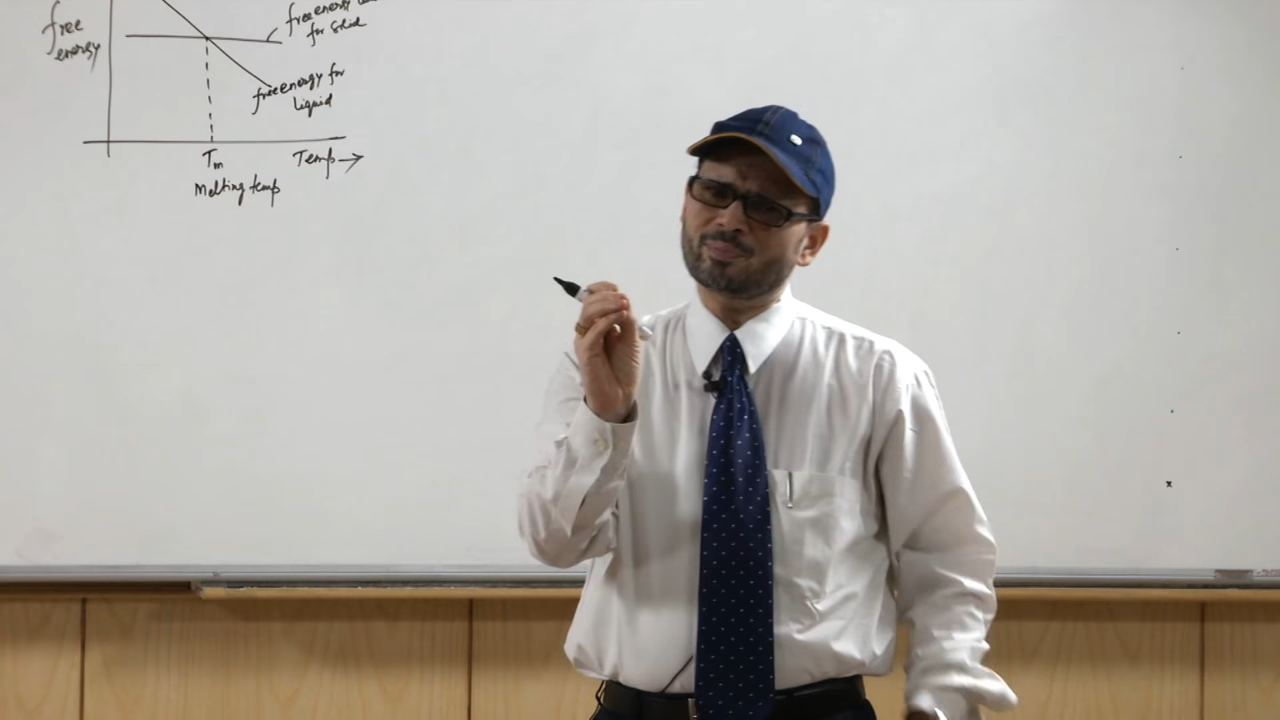 free
energy
free energy
for solid
free energy for
liquid
Tm
Temp
Melting temp